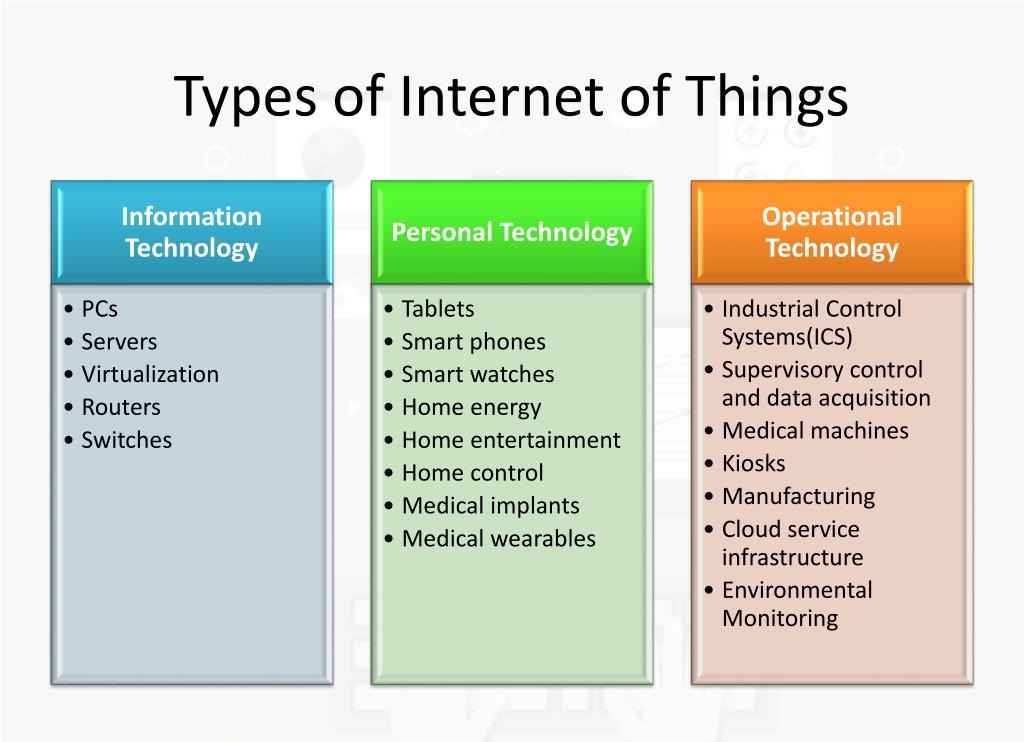 Types of Internet of Things
Information
Technology
• PCs
• Servers
• Virtualization
• Routers
• Switches
Personal Technology
• Tablets
• Smart phones
• Smart watches
• Home energy
• Home entertainment
• Home control
• Medical implants
• Medical wearables
Operational
Technology
• Industrial Control
Systems(ICS)
• Supervisory control
and data acquisition
• Medical machines
• Kiosks
• Manufacturing
• Cloud service
infrastructure
• Environmental
Monitoring